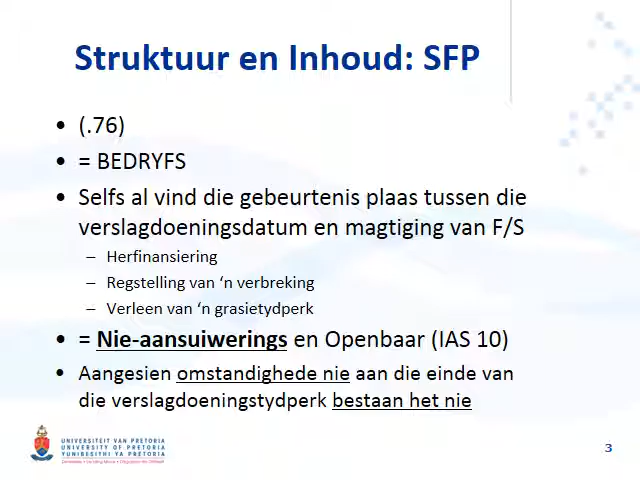 Struktuur en Inhoud: SFP
• (.76)
• = BEDRYFS
• Selfs al vind die gebeurtenis plaas tussen die
verslagdoeningsdatum en magtiging van F/S
– Herfinansiering
– Regstelling van ‘n verbreking
– Verleen van ‘n grasietydperk
• = Nie-aansuiwerings en Openbaar (IAS 10)
• Aangesien omstandighede nie aan die einde van
die verslagdoeningstydperk bestaan het nie
UNIVERSITEIT VAN PRETORIA
UNIVERSITY OF PRETORIA
YUNIBESITHI YA PRETORIA
3